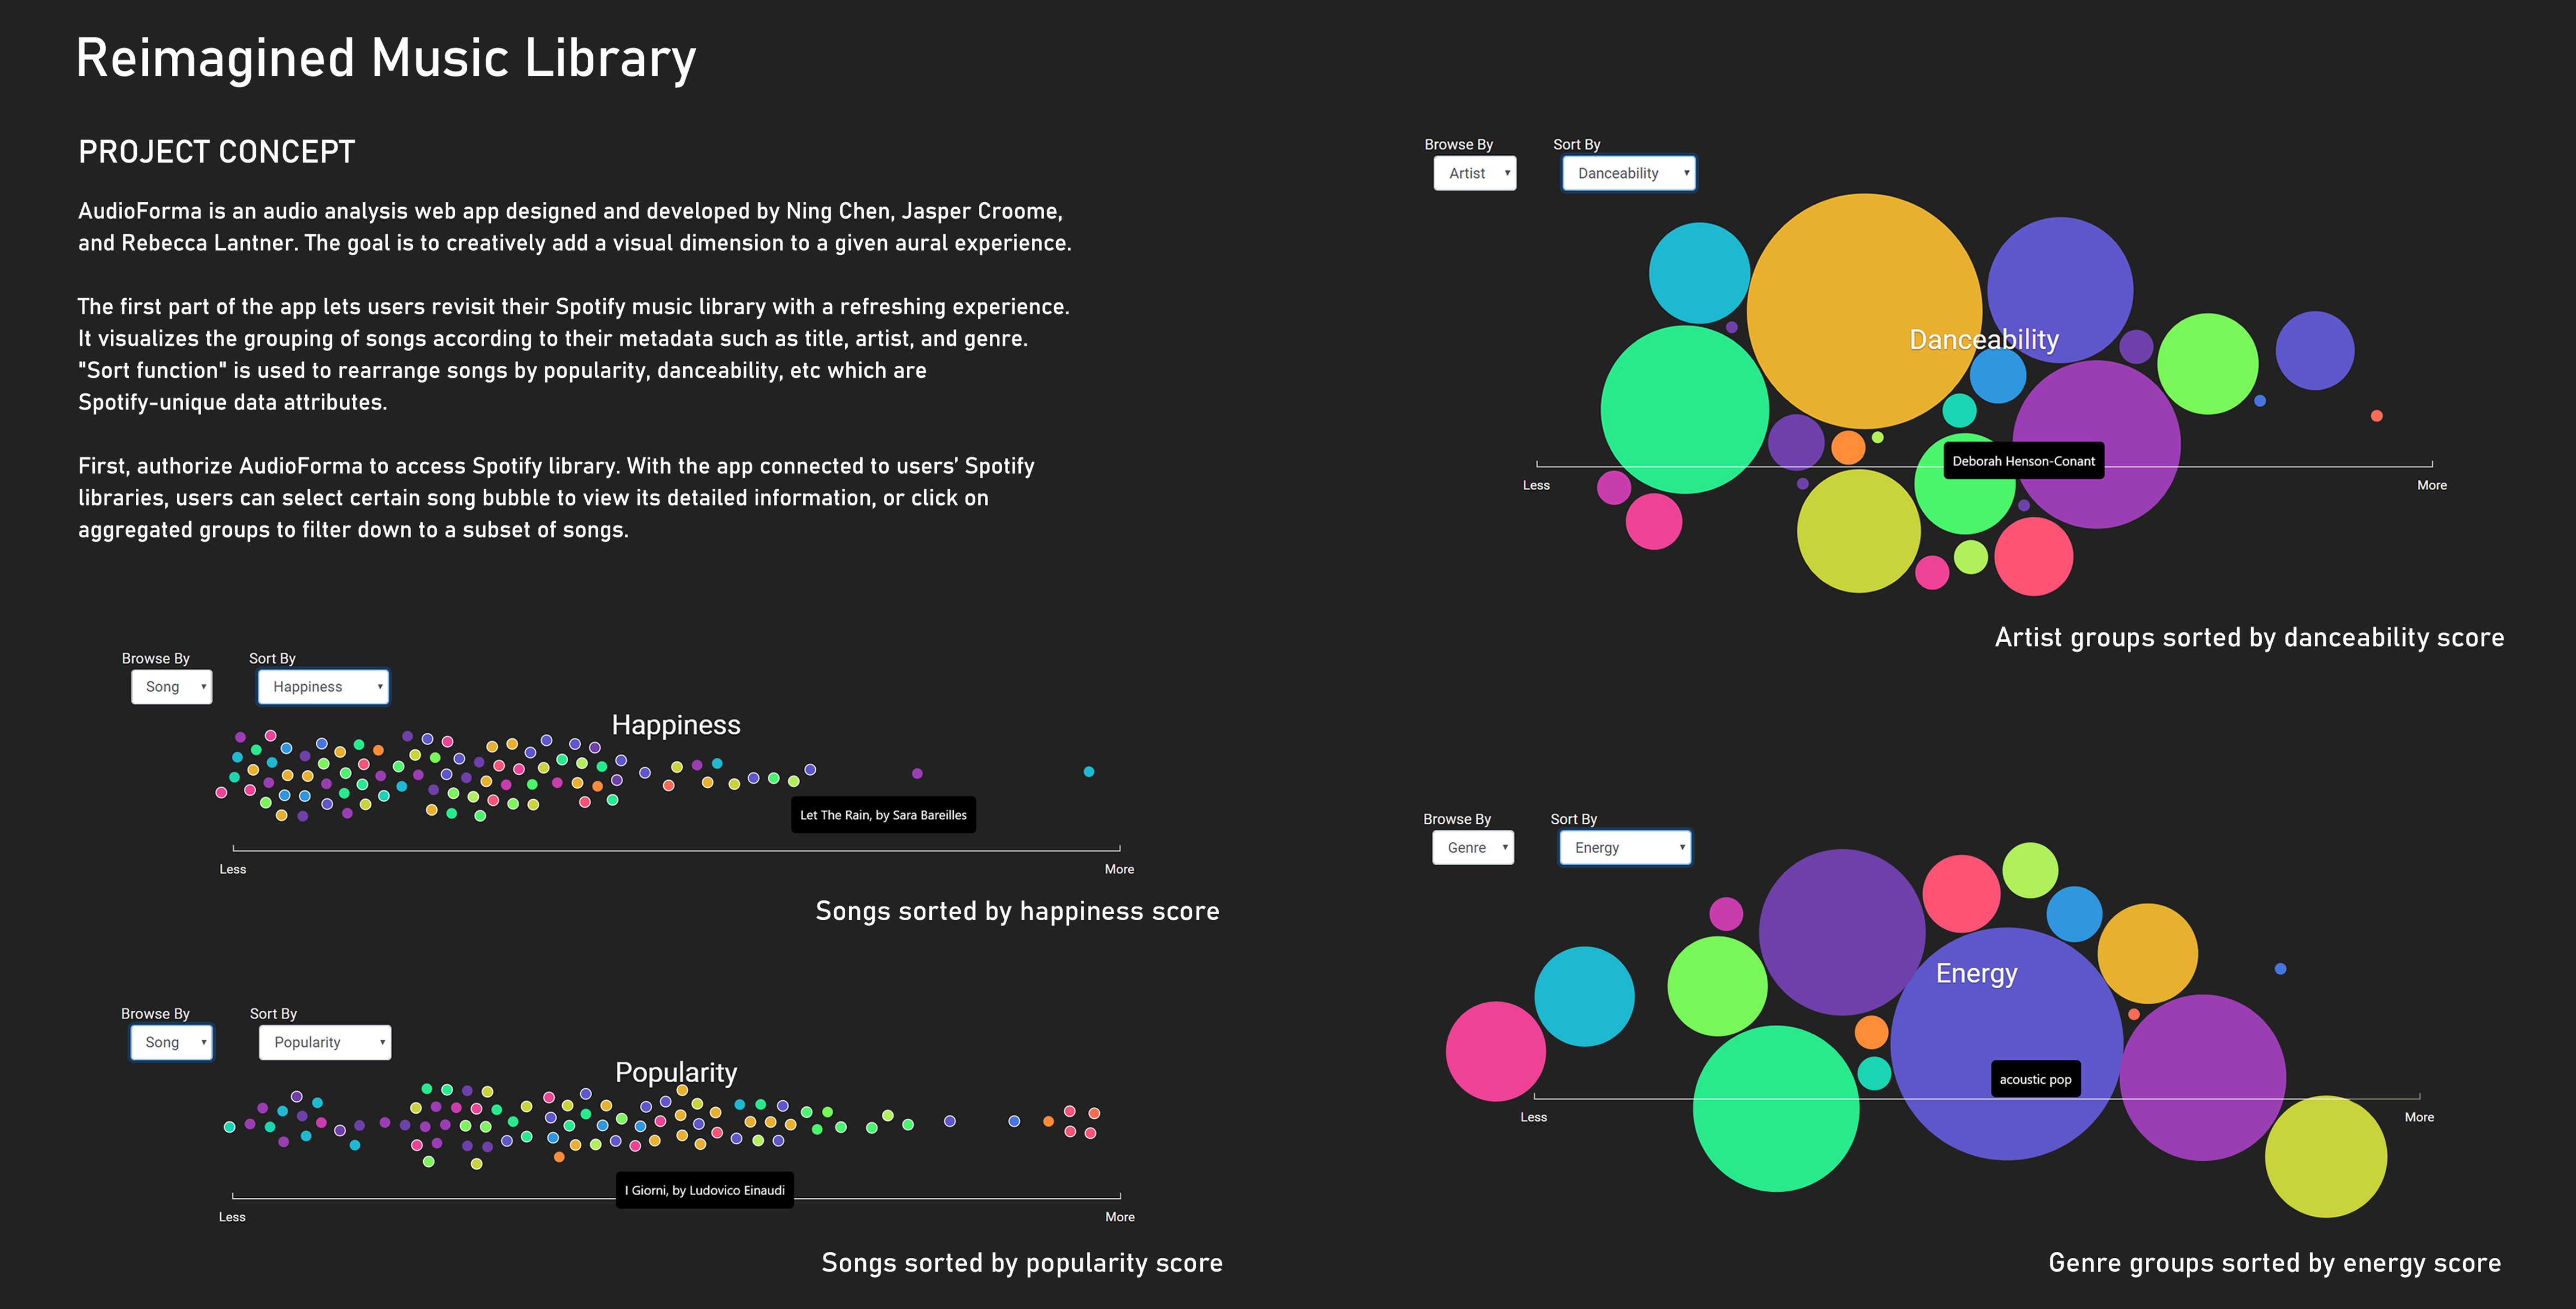 Reimagined Music Library
PROJECT CONCEPT
AudioForma is an audio analysis web app designed and developed by Ning Chen, Jasper Croome,
and Rebecca Lantner. The goal is to creatively add a visual dimension to a given aural experience.
The first part of the app lets users revisit their Spotify music library with a refreshing experience.
It visualizes the grouping of songs according to their metadata such as title, artist, and genre.
"Sort function" is used to rearrange songs by popularity, danceability, etc which are
Spotify-unique data attributes.
First, authorize AudioForma to access Spotify library. With the app connected to users’ Spotify
libraries, users can select certain song bubble to view its detailed information, or click on
aggregated groups to filter down to a subset of songs.
Browse By Sort By
Song Happiness
Happiness
Let The Rain, by Sara Bareilles
Less More
Songs sorted by happiness score
Browse By Sort By
Song Popularity
Popularity
I Giorni, by Ludovico Einaudi
Less More
Songs sorted by popularity score
Browse By Sort By
Artist Danceability
Danceability
Deborah Henson-Conant
Less More
Artist groups sorted by danceability score
Browse By Sort By
Genre Energy
Energy
acoustic pop
Less More
Genre groups sorted by energy score